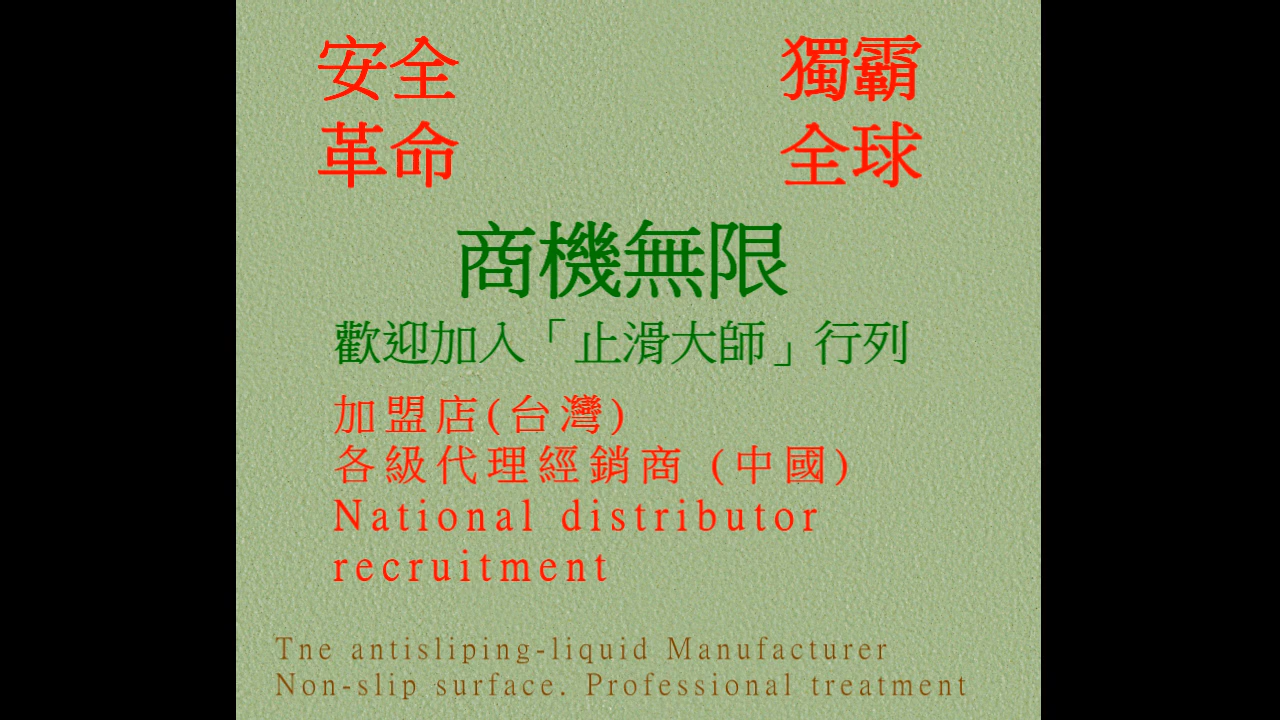 安全 獨霸
革命 全球
商機無限
歡迎加入「止滑大師」行列
加盟店(台灣)
各級代理經銷商 (中國)
National distributor
recruitment
Tne antisliping-liquid Manufacturer
Non-slip surface. Professional treatment